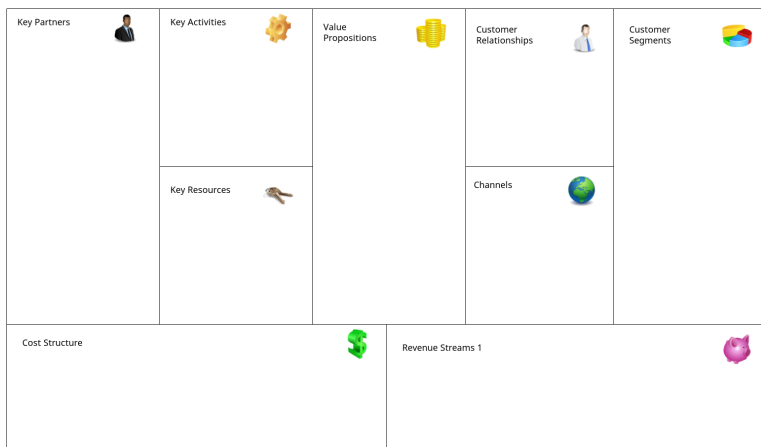 Key Partners
Key Activities
Value
Propositions
Customer
Relationships
Customer
Segments
Key Resources
Channels
Cost Structure
Revenue Streams 1